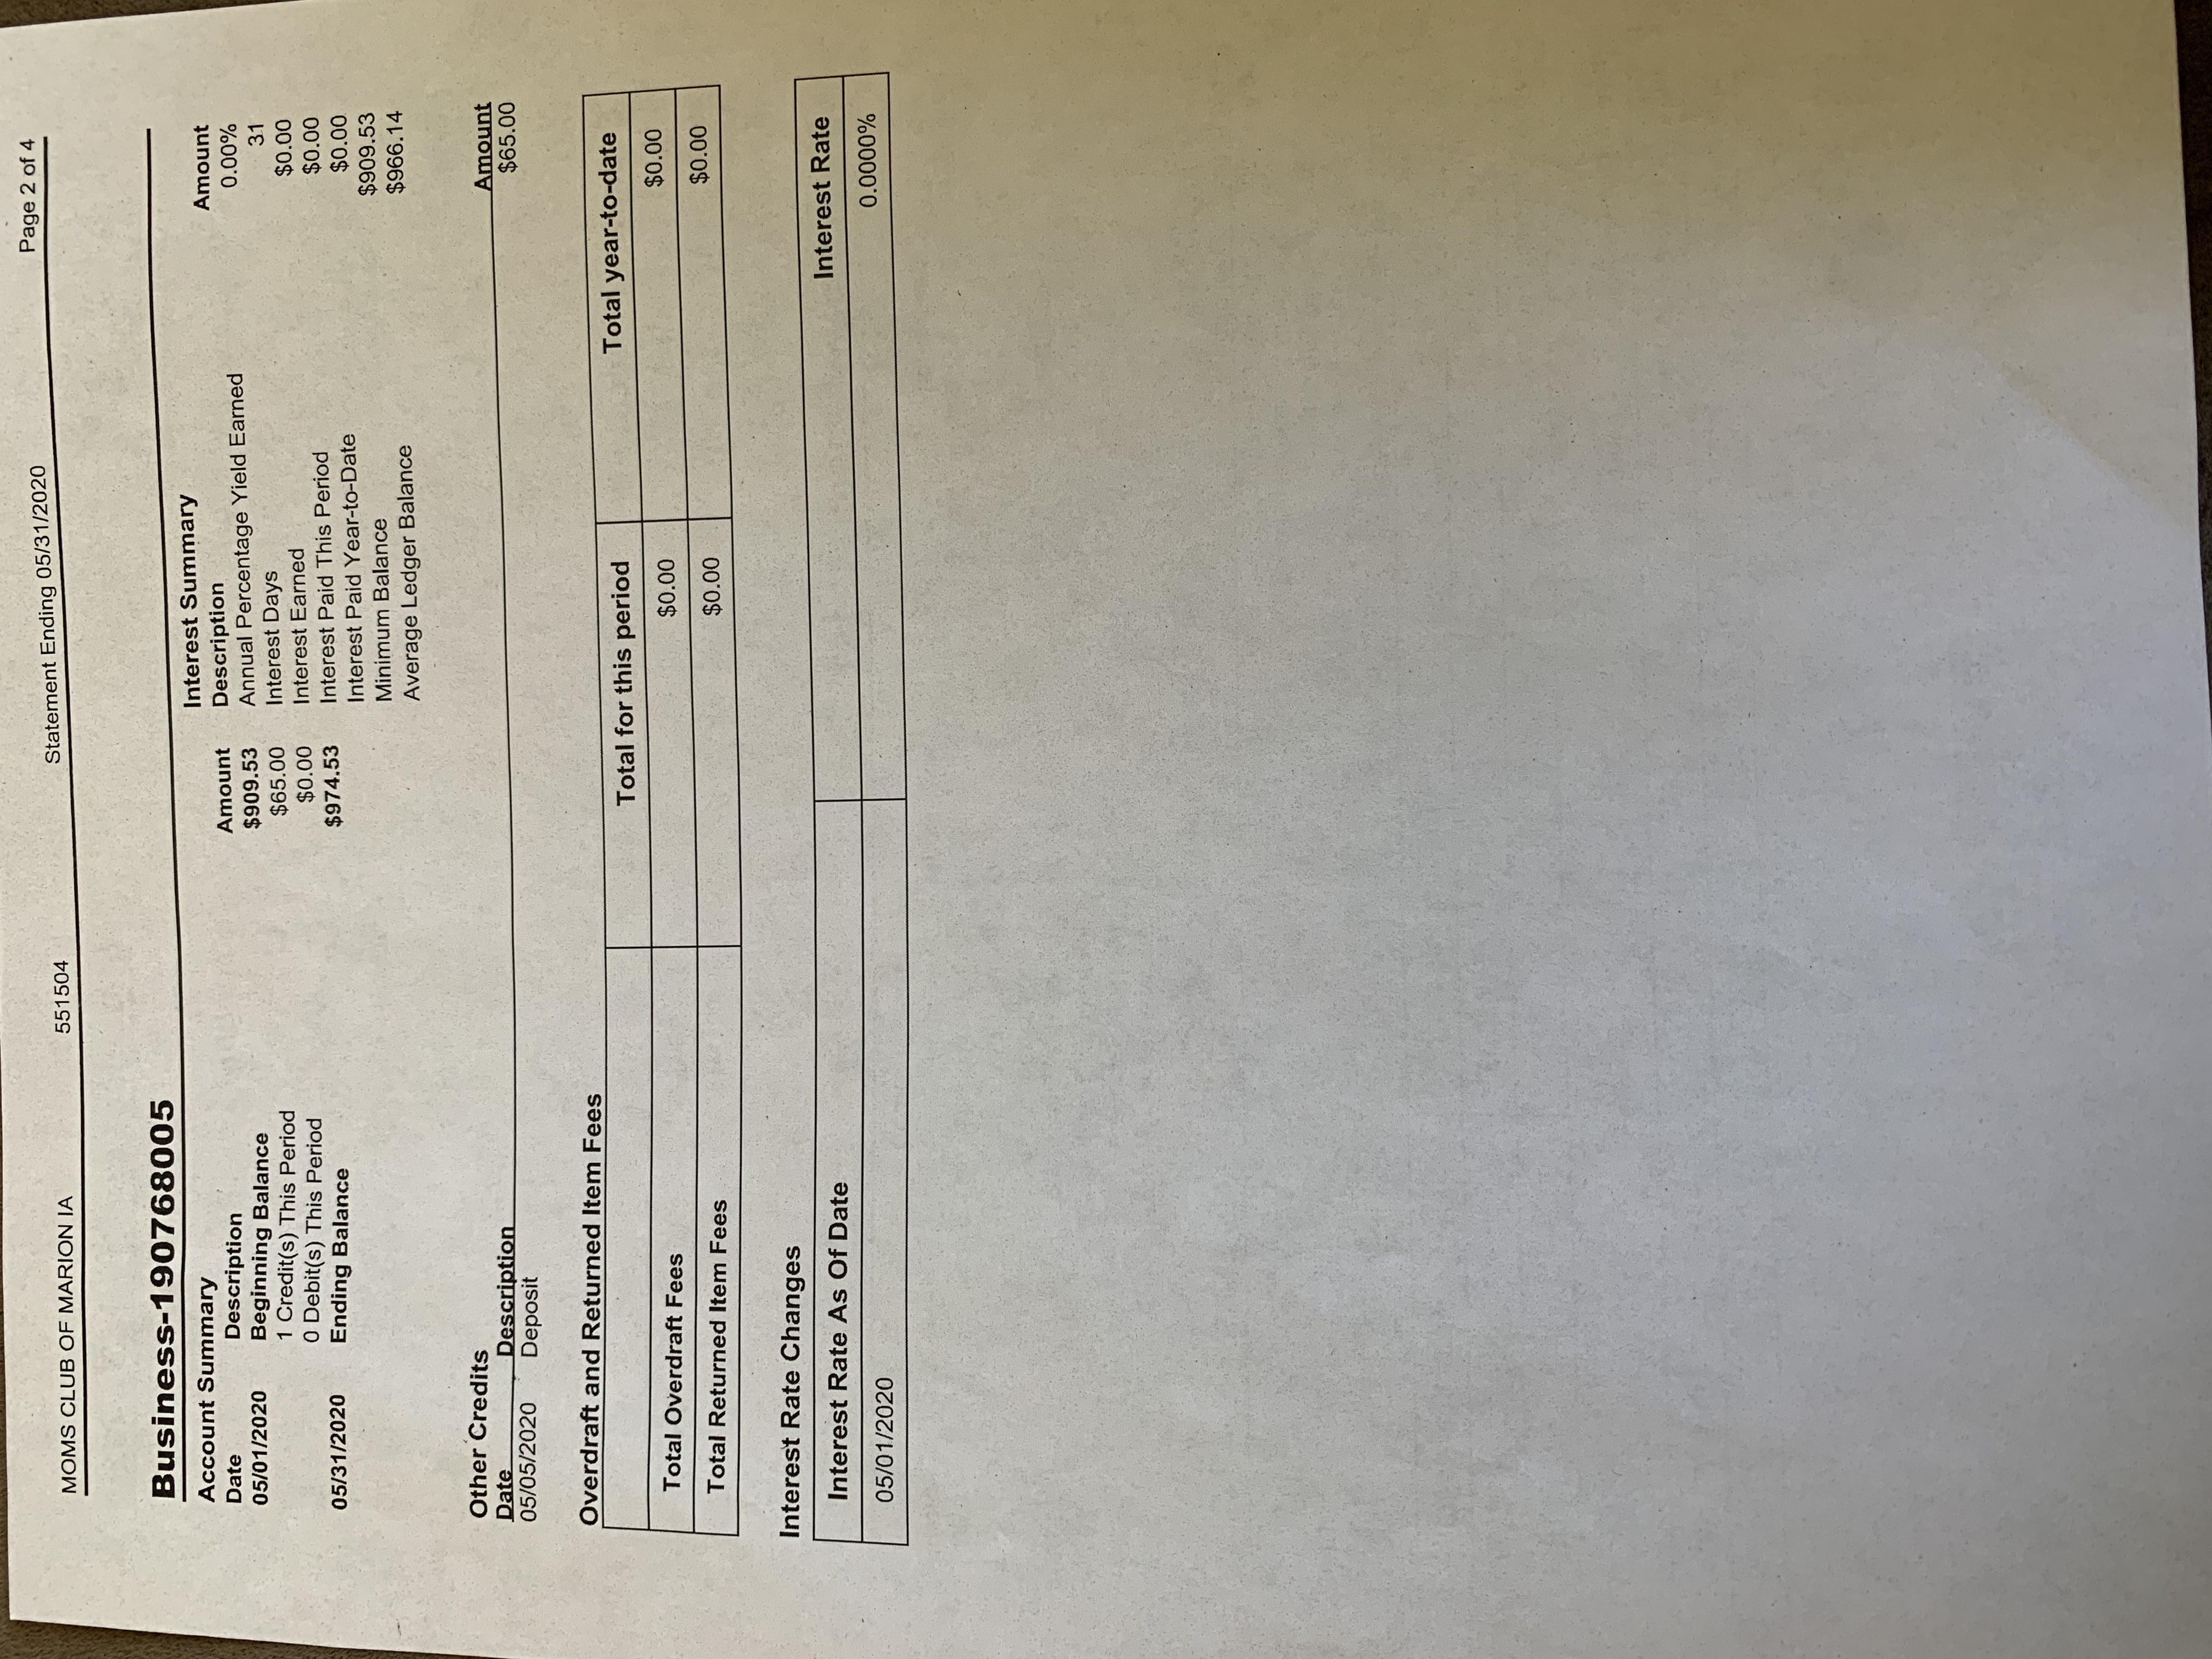 MOMS CLUB OF MARION IA 551504 Statement Ending 05/31/2020 Page 2 of 4
Business-190768005
Account Summary
Date Description Amount
05/01/2020 Beginning Balance $909.53
1 Credit(s) This Period $65.00
0 Debit(s) This Period $0.00
05/31/2020 Ending Balance $974.53
Interest Summary
Description Amount
Annual Percentage Yield Earned 0.00%
Interest Days 31
Interest Earned $0.00
Interest Paid This Period $0.00
Interest Paid Year-to-Date $0.00
Minimum Balance $909.53
Average Ledger Balance $966.14
Other Credits
Date Description Amount
05/05/2020 Deposit $65.00
Overdraft and Returned Item Fees
Total for this period Total year-to-date
Total Overdraft Fees $0.00 $0.00
Total Returned Item Fees $0.00 $0.00
Interest Rate Changes
Interest Rate As Of Date Interest Rate
05/01/2020 0.0000%